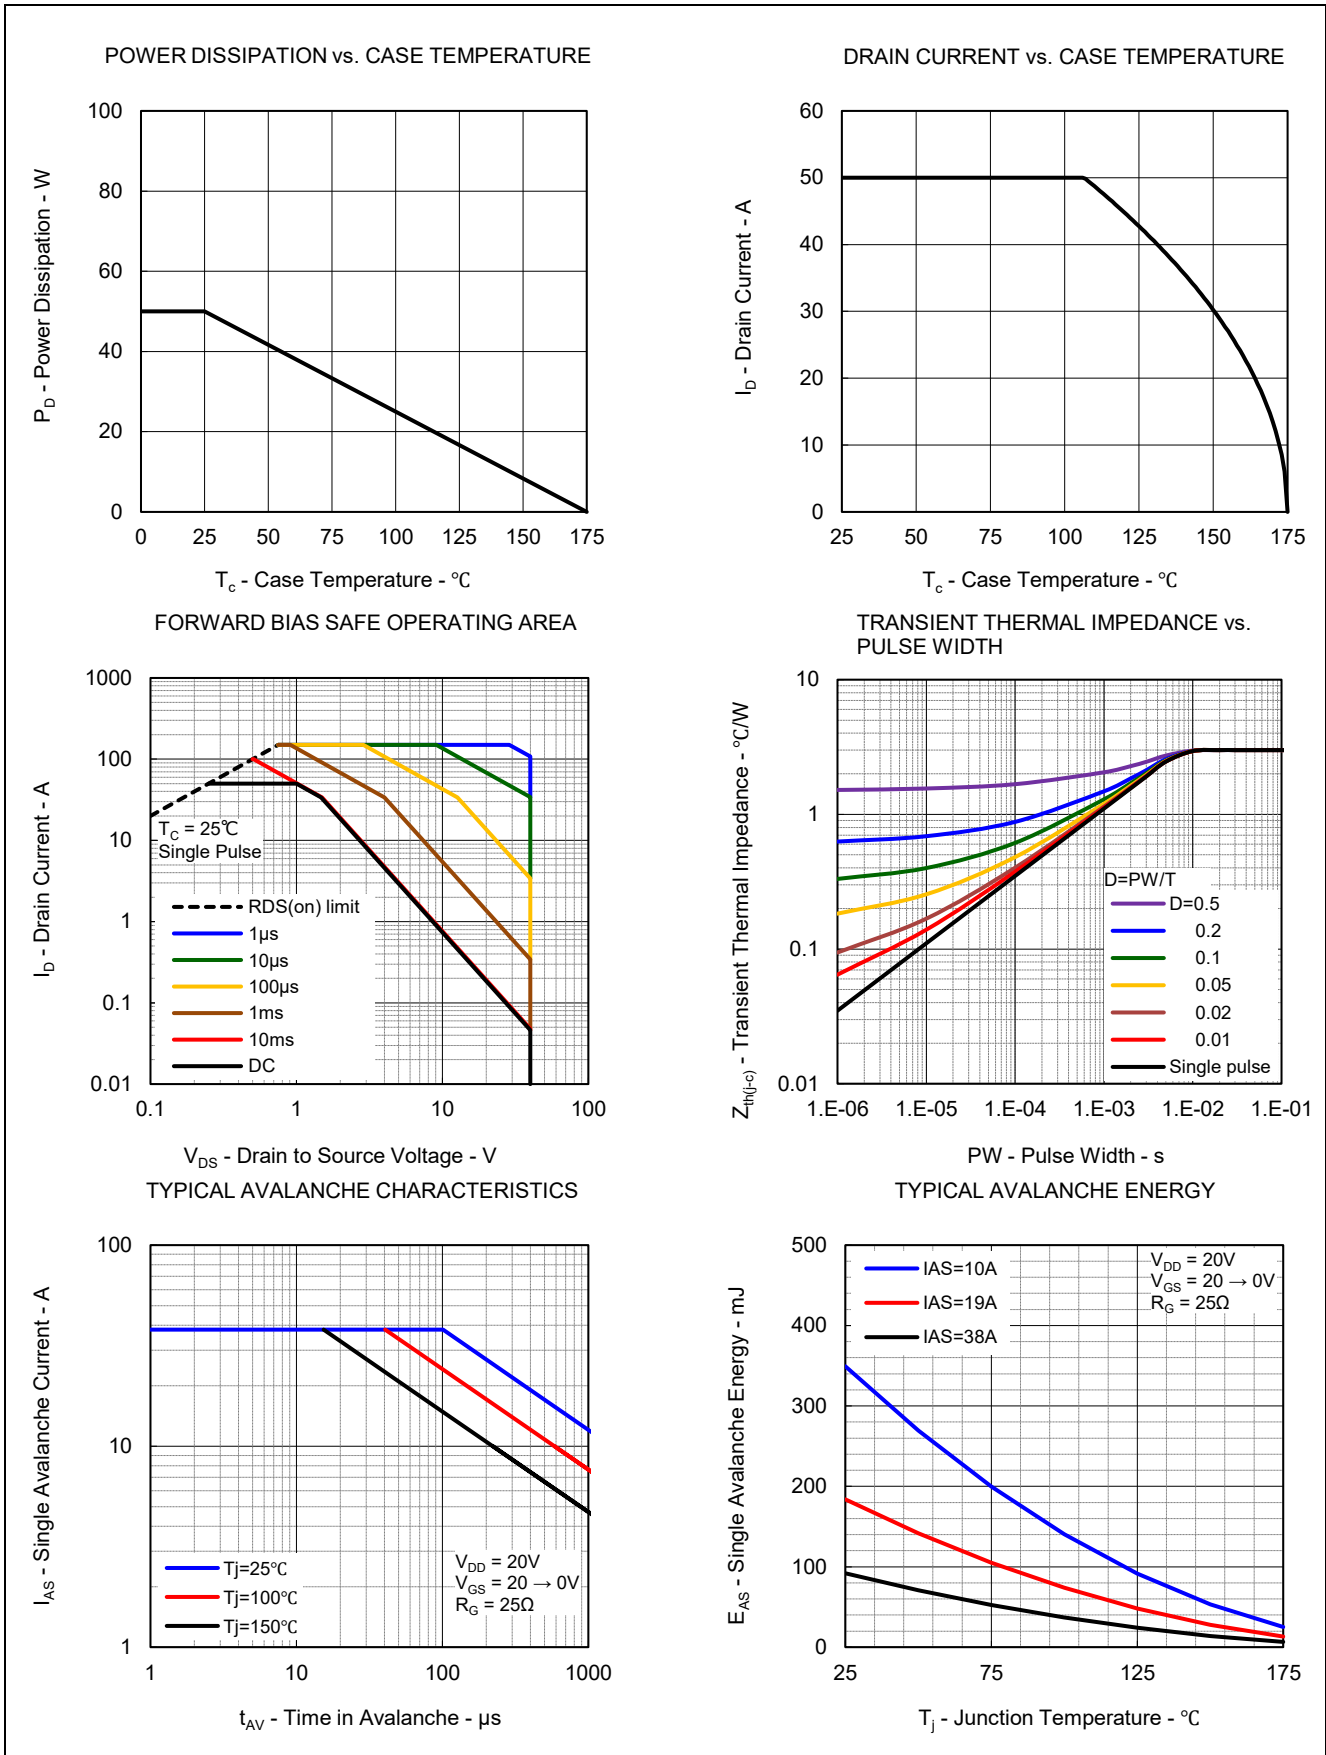 POWER DISSIPATION vs. CASE TEMPERATURE
100
80
60
40
20
0
P_D - Power Dissipation - W
0 25 50 75 100 125 150 175
T_c - Case Temperature - ℃
DRAIN CURRENT vs. CASE TEMPERATURE
60
50
40
30
20
10
0
I_D - Drain Current - A
25 50 75 100 125 150 175
T_c - Case Temperature - ℃
FORWARD BIAS SAFE OPERATING AREA
1000
100
10
1
0.1
0.01
I_D - Drain Current - A
T_C = 25℃
Single Pulse
RDS(on) limit
1μs
10μs
100μs
1ms
10ms
DC
0.1 1 10 100
V_DS - Drain to Source Voltage - V
TRANSIENT THERMAL IMPEDANCE vs.
PULSE WIDTH
10
1
0.1
0.01
Z_th(j-c) - Transient Thermal Impedance - ℃/W
D=PW/T
D=0.5
0.2
0.1
0.05
0.02
0.01
Single pulse
1.E-06 1.E-05 1.E-04 1.E-03 1.E-02 1.E-01
PW - Pulse Width - s
TYPICAL AVALANCHE CHARACTERISTICS
100
10
1
I_AS - Single Avalanche Current - A
Tj=25℃
Tj=100℃
Tj=150℃
V_DD = 20V
V_GS = 20 → 0V
R_G = 25Ω
1 10 100 1000
t_AV - Time in Avalanche - μs
TYPICAL AVALANCHE ENERGY
500
400
300
200
100
0
E_AS - Single Avalanche Energy - mJ
IAS=10A
IAS=19A
IAS=38A
V_DD = 20V
V_GS = 20 → 0V
R_G = 25Ω
25 75 125 175
T_j - Junction Temperature - ℃